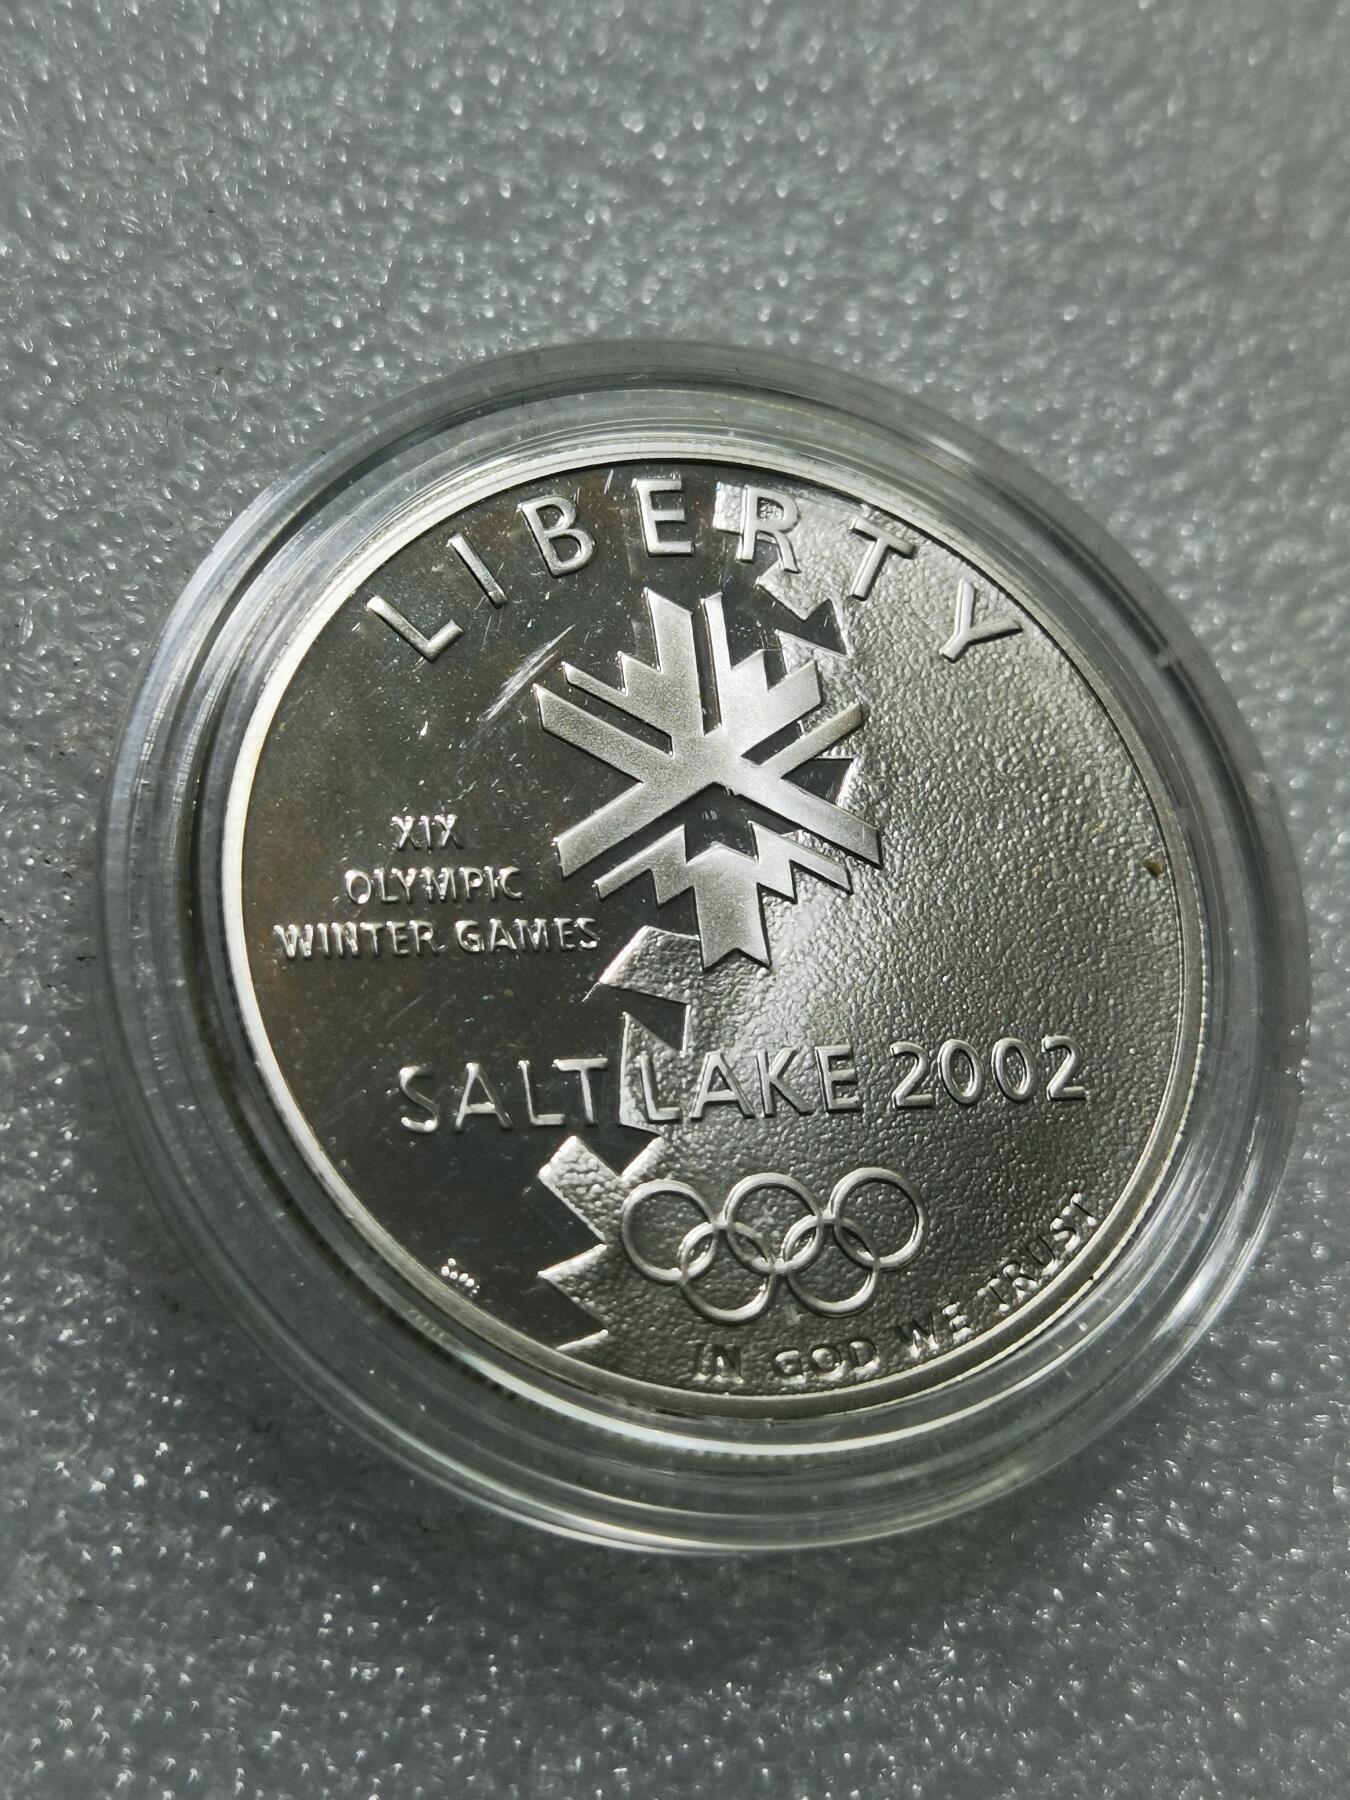 LIBERTY
XIX
OLYMPIC
WINTER GAMES
SALT LAKE 2002
IN GOD WE TRUST